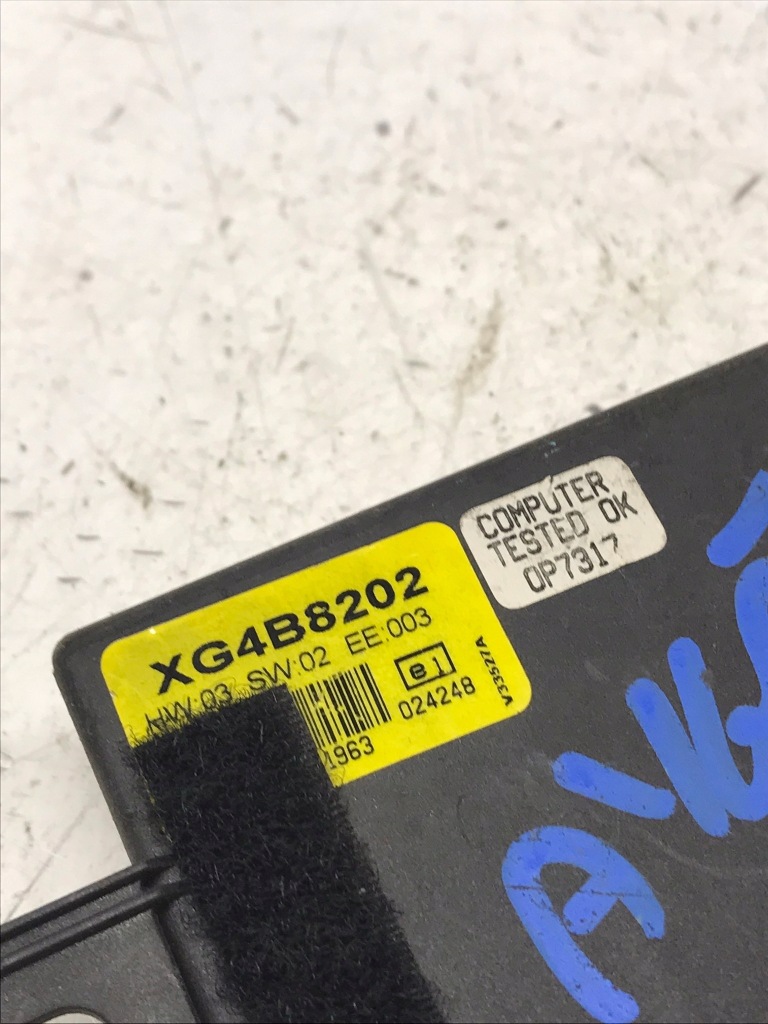 COMPUTER
TESTED OK
OP7317
XG4B8202
HW:03 SW:02 EE:003
e1
024248
1963
V33527A